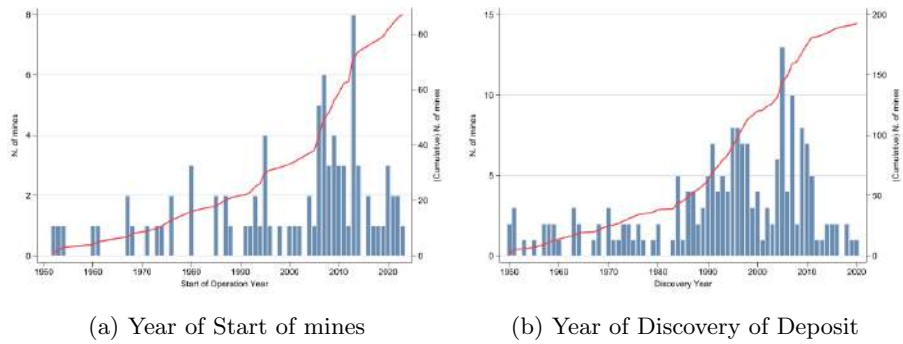 8
6
4
2
0
N. of mines
80
60
40
20
0
(Cumulative) N. of mines
1950 1960 1970 1980 1990 2000 2010 2020
Start of Operation Year
15
10
5
0
N. of mines
200
150
100
50
0
(Cumulative) N. of mines
1950 1960 1970 1980 1990 2000 2010 2020
Discovery Year
(a) Year of Start of mines
(b) Year of Discovery of Deposit